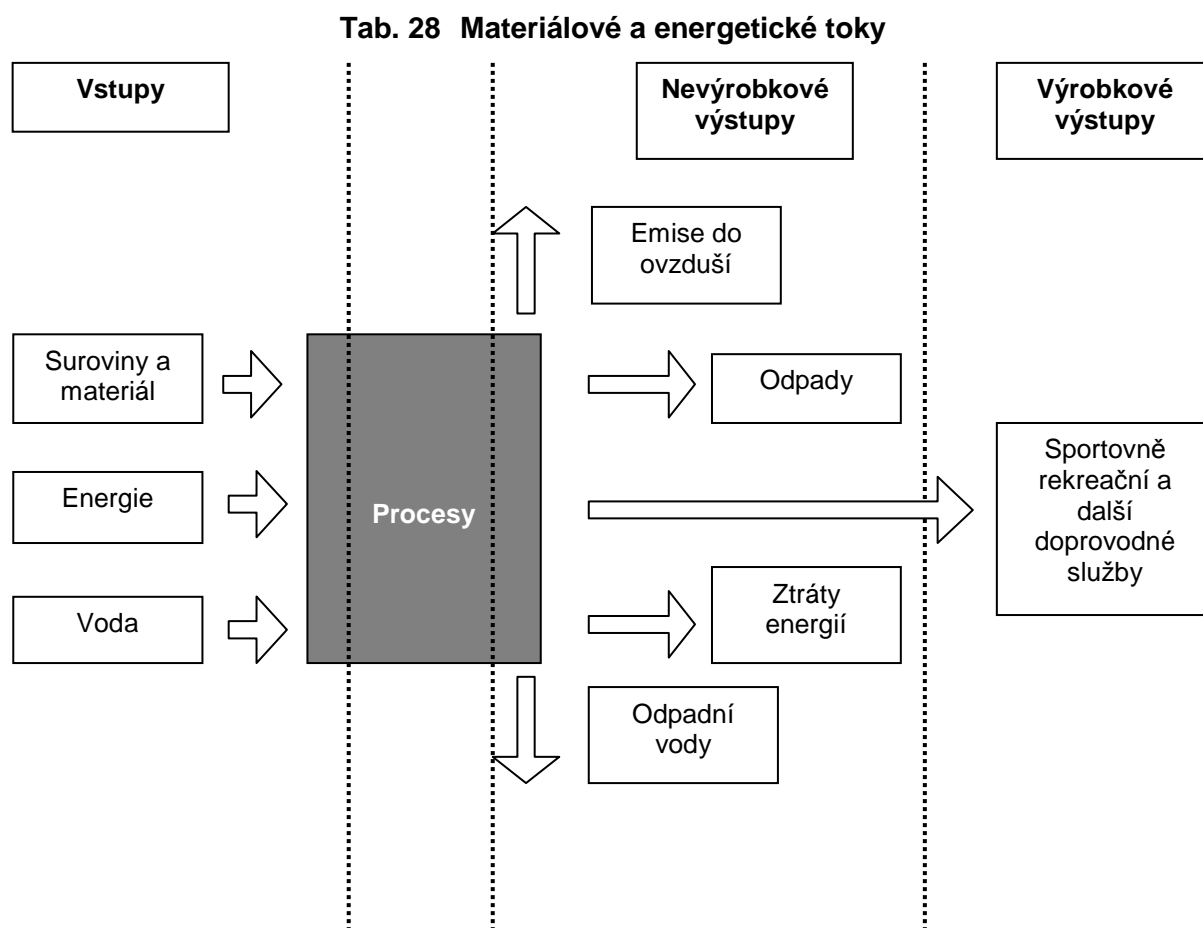 Tab. 28 Materiálové a energetické toky
Vstupy
Nevýrobkové
výstupy
Výrobkové
výstupy
Emise do
ovzduší
Suroviny a
materiál
Odpady
Energie
Procesy
Sportovně
rekreační a
další
doprovodné
služby
Voda
Ztráty
energií
Odpadní
vody